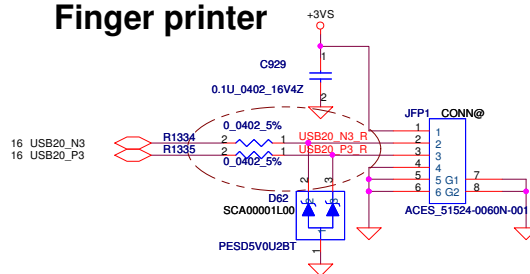 Finger printer
+3VS
1
C929
0.1U_0402_16V4Z
2
JFP1 CONN@
0_0402_5%
16 USB20_N3 R1334 2 1 USB20_N3_R 2 2
1 1
16 USB20_P3 R1335 2 1 USB20_P3_R 3 3
0_0402_5%
4 4
5 5 G1 7
6 6 G2 8
2 3
D62
SCA00001L00
ACES_51524-0060N-001
PESD5V0U2BT
1